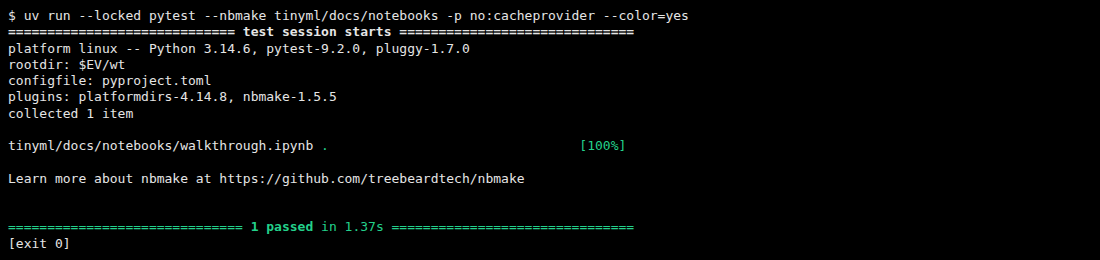 $ uv run --locked pytest --nbmake tinyml/docs/notebooks -p no:cacheprovider --color=yes
============================= test session starts ==============================
platform linux -- Python 3.14.6, pytest-9.2.0, pluggy-1.7.0
rootdir: $EV/wt
configfile: pyproject.toml
plugins: platformdirs-4.14.8, nbmake-1.5.5
collected 1 item
tinyml/docs/notebooks/walkthrough.ipynb .                                [100%]
Learn more about nbmake at https://github.com/treebeardtech/nbmake
============================== 1 passed in 1.37s ===============================
[exit 0]